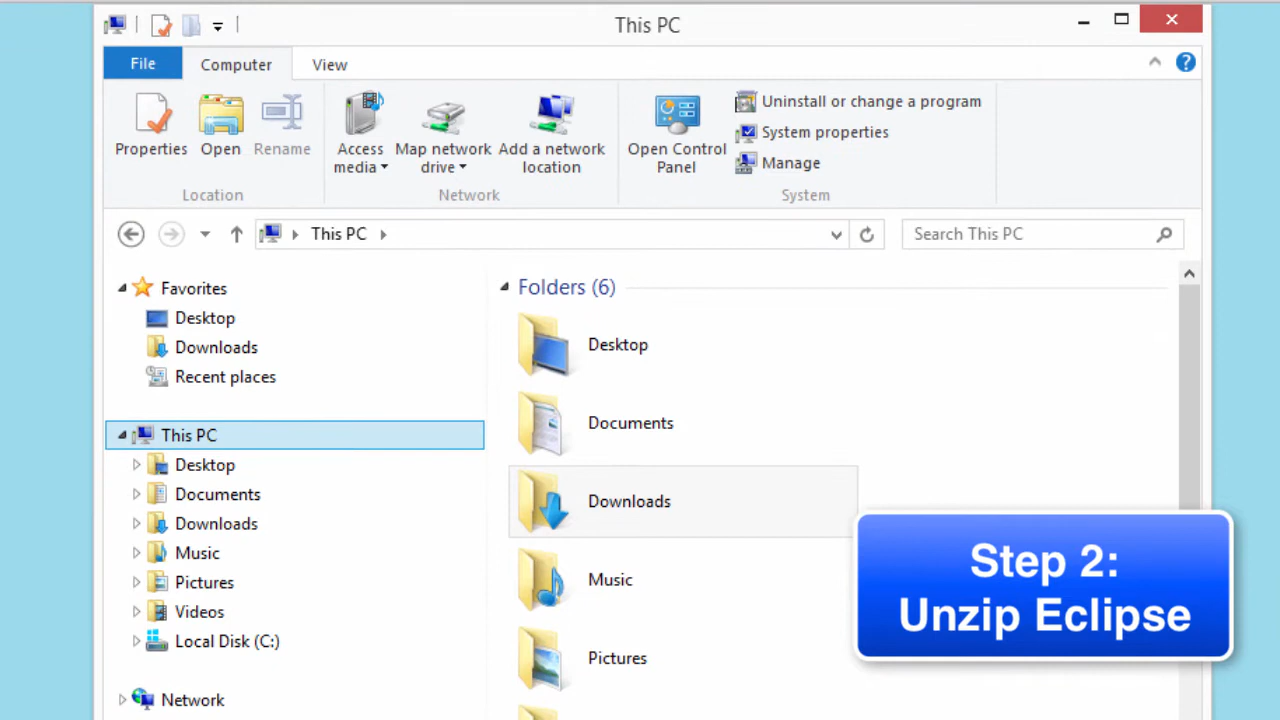 This PC
File
Computer
View
Properties
Open
Rename
Access
media
Map network
drive
Add a network
location
Open Control
Panel
Uninstall or change a program
System properties
Manage
Location
Network
System
This PC
Search This PC
Favorites
Desktop
Downloads
Recent places
This PC
Desktop
Documents
Downloads
Music
Pictures
Videos
Local Disk (C:)
Network
Folders (6)
Desktop
Documents
Downloads
Music
Pictures
Step 2:
Unzip Eclipse